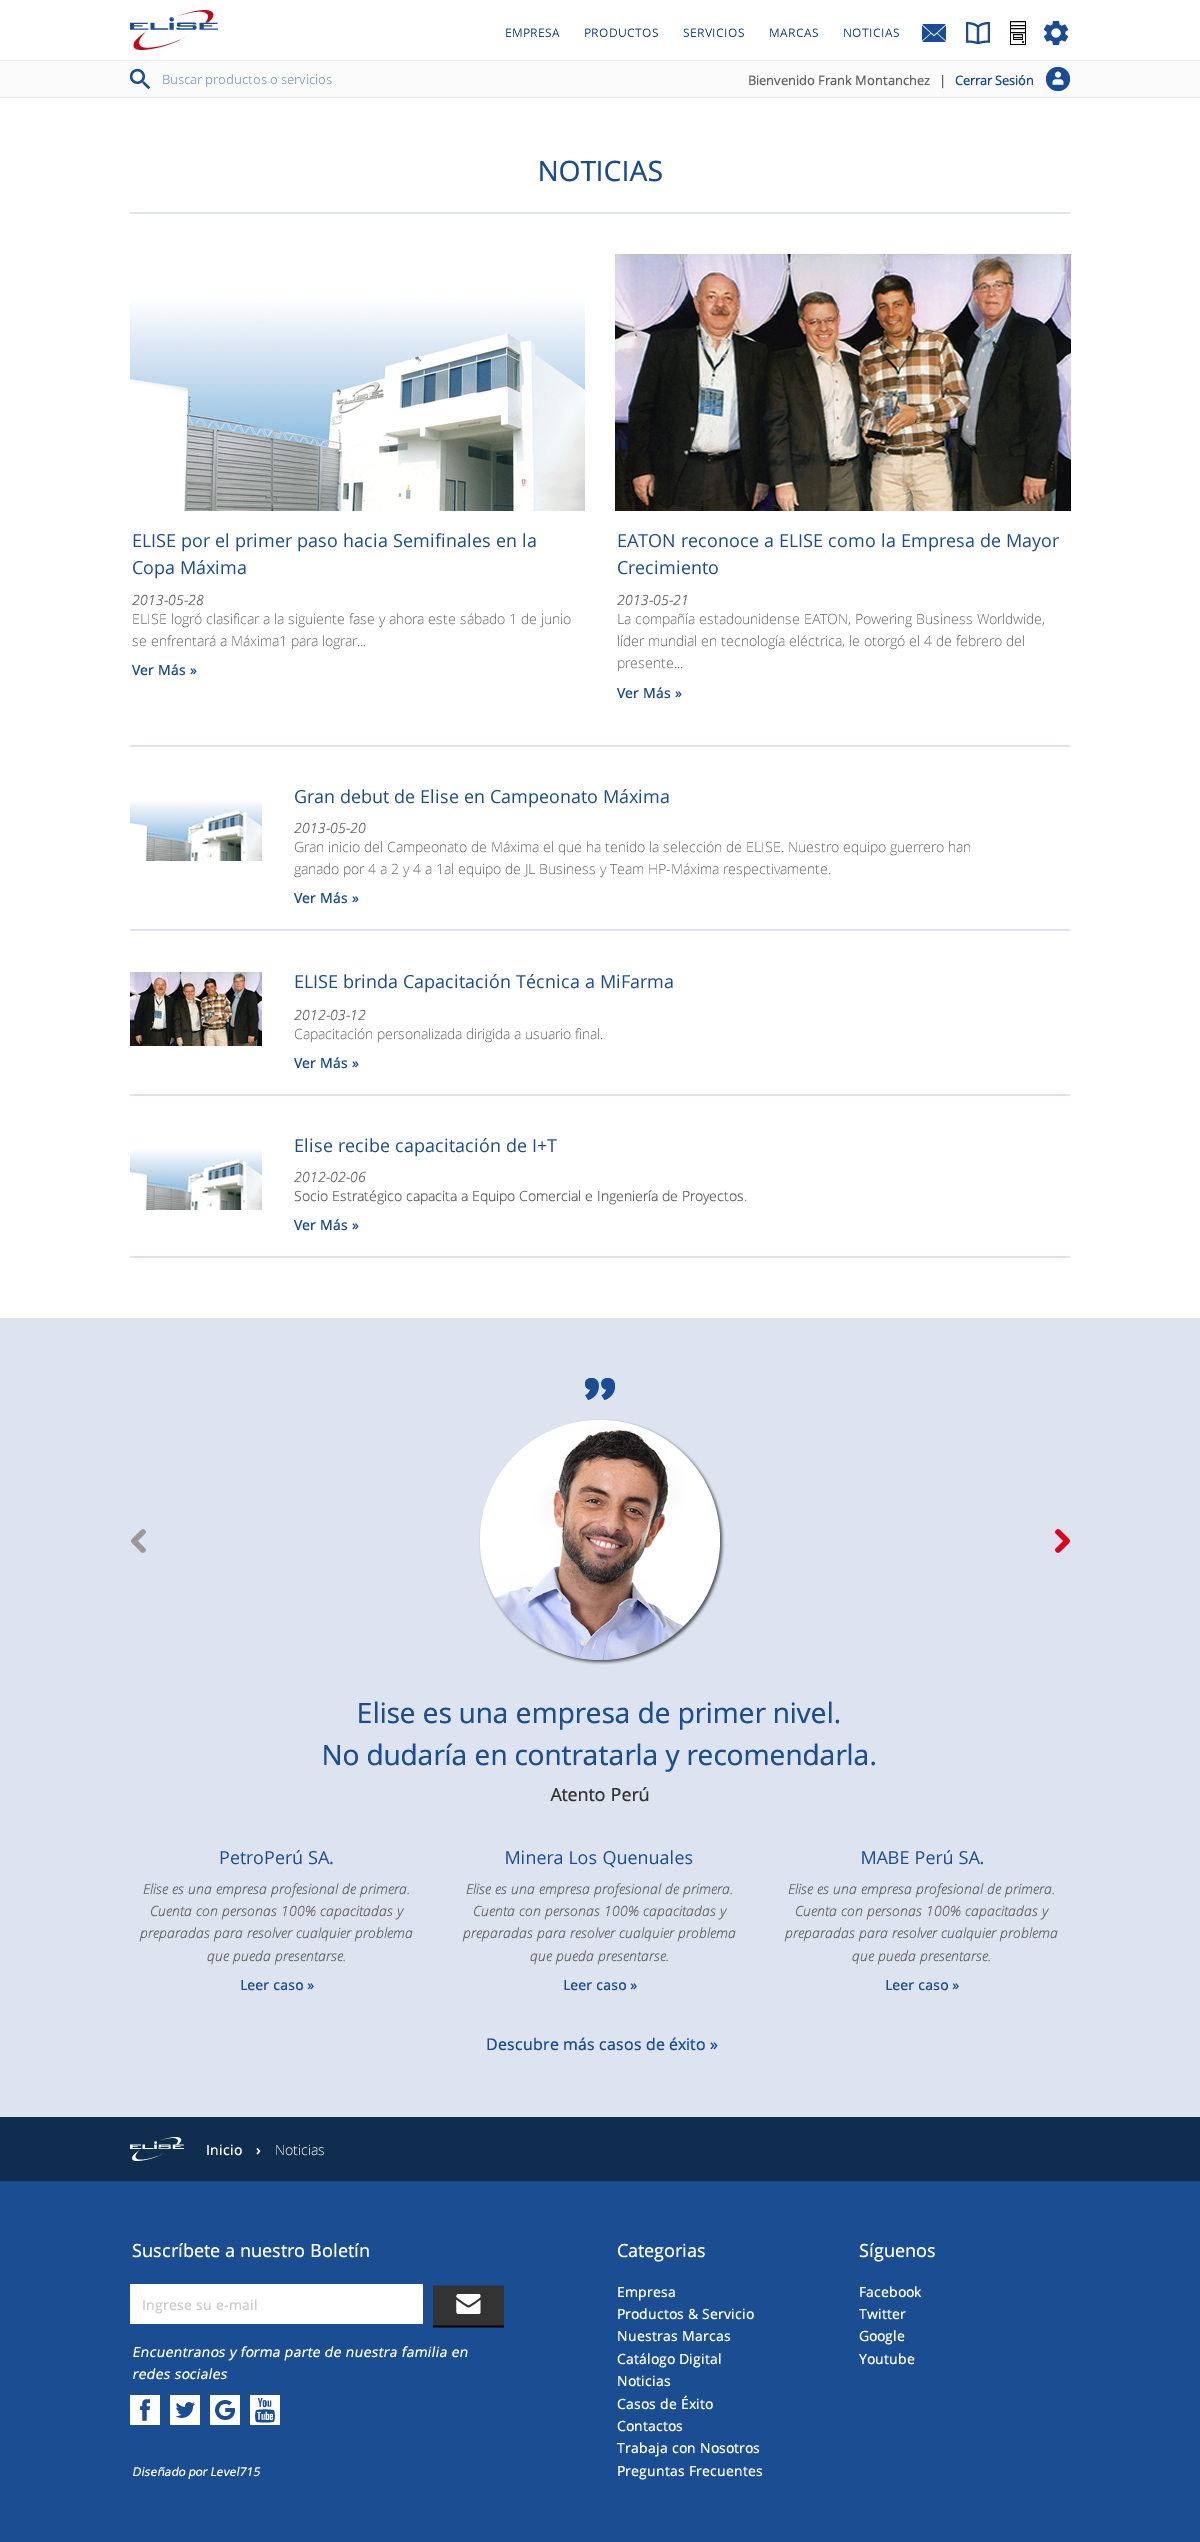 ELISE
EMPRESA PRODUCTOS SERVICIOS MARCAS NOTICIAS
Buscar productos o servicios
Bienvenido Frank Montanchez | Cerrar Sesión
NOTICIAS
ELISE
ELISE por el primer paso hacia Semifinales en la
Copa Máxima
2013-05-28
ELISE logró clasificar a la siguiente fase y ahora este sábado 1 de junio
se enfrentará a Máxima1 para lograr...
Ver Más »
EATON reconoce a ELISE como la Empresa de Mayor
Crecimiento
2013-05-21
La compañía estadounidense EATON, Powering Business Worldwide,
líder mundial en tecnología eléctrica, le otorgó el 4 de febrero del
presente...
Ver Más »
Gran debut de Elise en Campeonato Máxima
2013-05-20
Gran inicio del Campeonato de Máxima el que ha tenido la selección de ELISE. Nuestro equipo guerrero han
ganado por 4 a 2 y 4 a 1al equipo de JL Business y Team HP-Máxima respectivamente.
Ver Más »
ELISE brinda Capacitación Técnica a MiFarma
2012-03-12
Capacitación personalizada dirigida a usuario final.
Ver Más »
Elise recibe capacitación de I+T
2012-02-06
Socio Estratégico capacita a Equipo Comercial e Ingeniería de Proyectos.
Ver Más »
Elise es una empresa de primer nivel.
No dudaría en contratarla y recomendarla.
Atento Perú
PetroPerú SA.
Elise es una empresa profesional de primera.
Cuenta con personas 100% capacitadas y
preparadas para resolver cualquier problema
que pueda presentarse.
Leer caso »
Minera Los Quenuales
Elise es una empresa profesional de primera.
Cuenta con personas 100% capacitadas y
preparadas para resolver cualquier problema
que pueda presentarse.
Leer caso »
MABE Perú SA.
Elise es una empresa profesional de primera.
Cuenta con personas 100% capacitadas y
preparadas para resolver cualquier problema
que pueda presentarse.
Leer caso »
Descubre más casos de éxito »
ELISE Inicio › Noticias
Suscríbete a nuestro Boletín
Ingrese su e-mail
Encuentranos y forma parte de nuestra familia en
redes sociales
You
Tube
Diseñado por Level715
Categorias
Empresa
Productos & Servicio
Nuestras Marcas
Catálogo Digital
Noticias
Casos de Éxito
Contactos
Trabaja con Nosotros
Preguntas Frecuentes
Síguenos
Facebook
Twitter
Google
Youtube